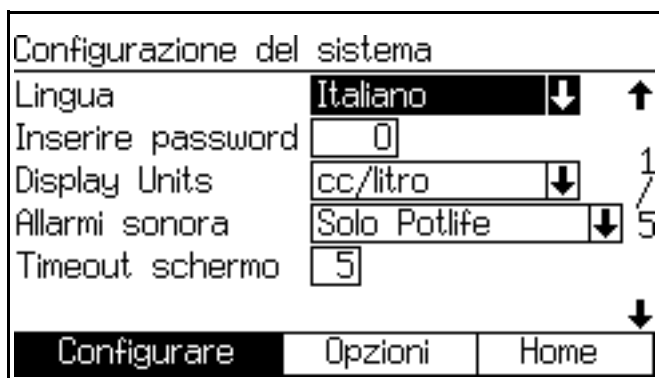 Configurazione del sistema
Lingua Italiano
Inserire password 0
Display Units cc/litro
Allarmi sonora Solo Potlife
Timeout schermo 5
1/5
Configurare Opzioni Home